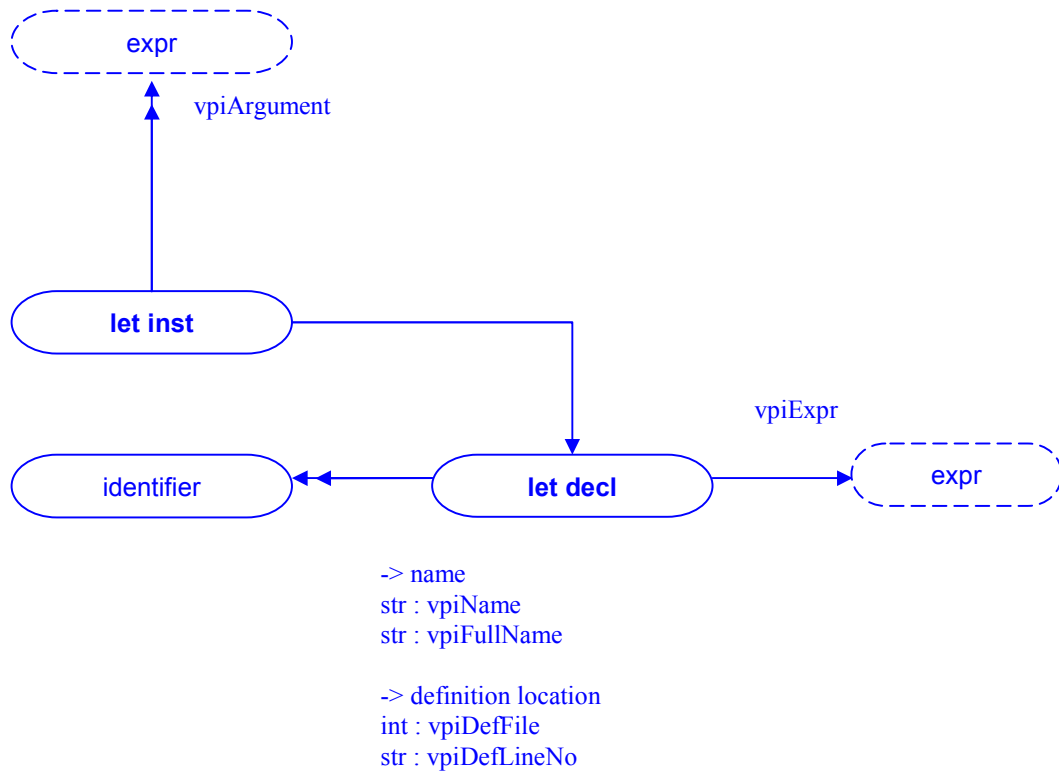 expr
vpiArgument
let inst
vpiExpr
identifier
let decl
expr
-> name
str : vpiName
str : vpiFullName
-> definition location
int : vpiDefFile
str : vpiDefLineNo